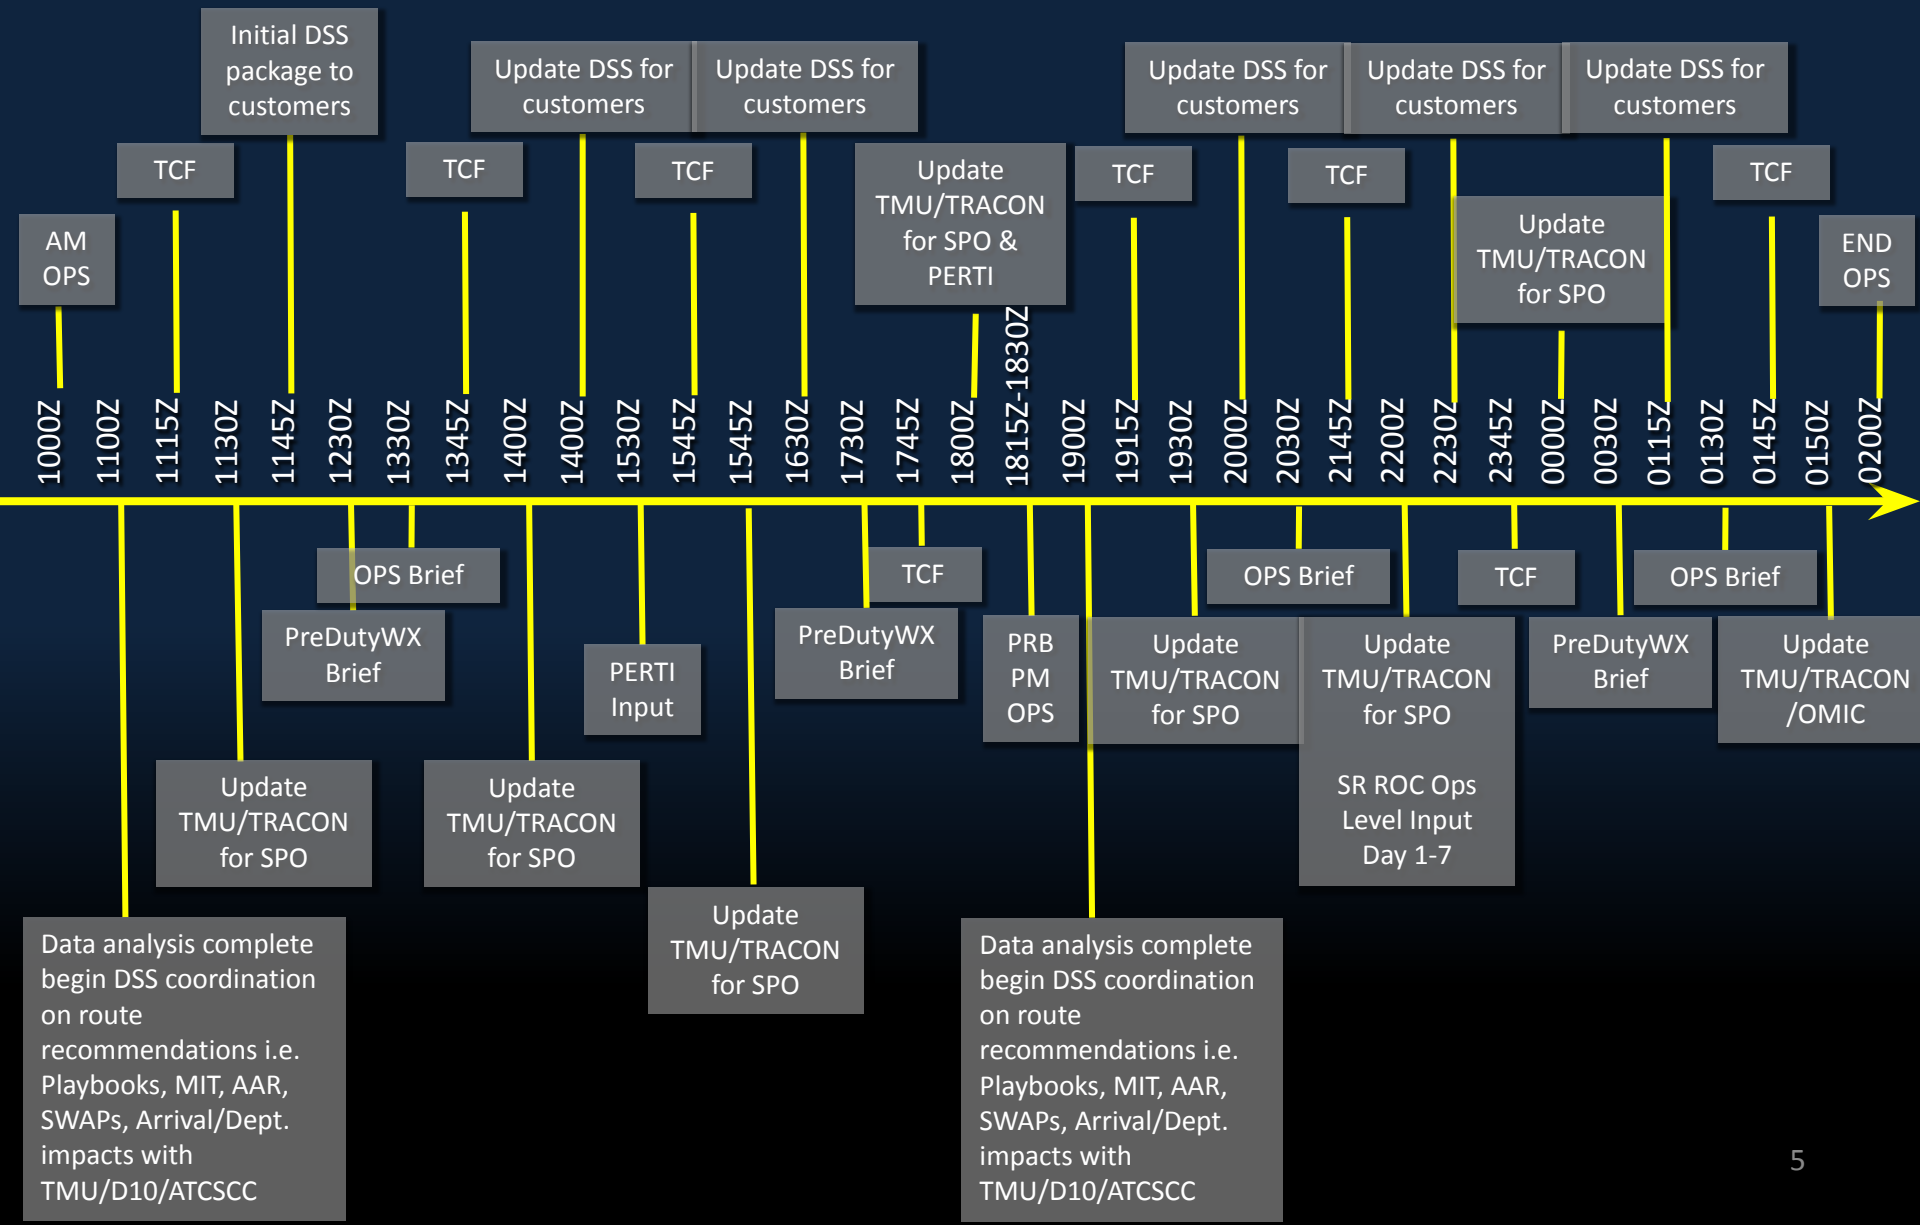 Initial DSS
package to
customers
Update DSS for
customers
Update DSS for
customers
Update DSS for
customers
Update DSS for
customers
Update DSS for
customers
TCF
TCF
TCF
Update
TMU/TRACON
for SPO &
PERTI
TCF
TCF
TCF
AM
OPS
Update
TMU/TRACON
for SPO
END
OPS
1000Z
1100Z
1115Z
1130Z
1145Z
1230Z
1330Z
1345Z
1400Z
1400Z
1530Z
1545Z
1545Z
1630Z
1730Z
1745Z
1800Z
1815Z-1830Z
1900Z
1915Z
1930Z
2000Z
2030Z
2145Z
2200Z
2230Z
2345Z
0000Z
0030Z
0115Z
0130Z
0145Z
0150Z
0200Z
OPS Brief
TCF
OPS Brief
TCF
OPS Brief
PreDutyWX
Brief
PERTI
Input
PreDutyWX
Brief
PRB
PM
OPS
Update
TMU/TRACON
for SPO
Update
TMU/TRACON
for SPO
SR ROC Ops
Level Input
Day 1-7
PreDutyWX
Brief
Update
TMU/TRACON
/OMIC
Update
TMU/TRACON
for SPO
Update
TMU/TRACON
for SPO
Update
TMU/TRACON
for SPO
Data analysis complete
begin DSS coordination
on route
recommendations i.e.
Playbooks, MIT, AAR,
SWAPs, Arrival/Dept.
impacts with
TMU/D10/ATCSCC
Data analysis complete
begin DSS coordination
on route
recommendations i.e.
Playbooks, MIT, AAR,
SWAPs, Arrival/Dept.
impacts with
TMU/D10/ATCSCC
5